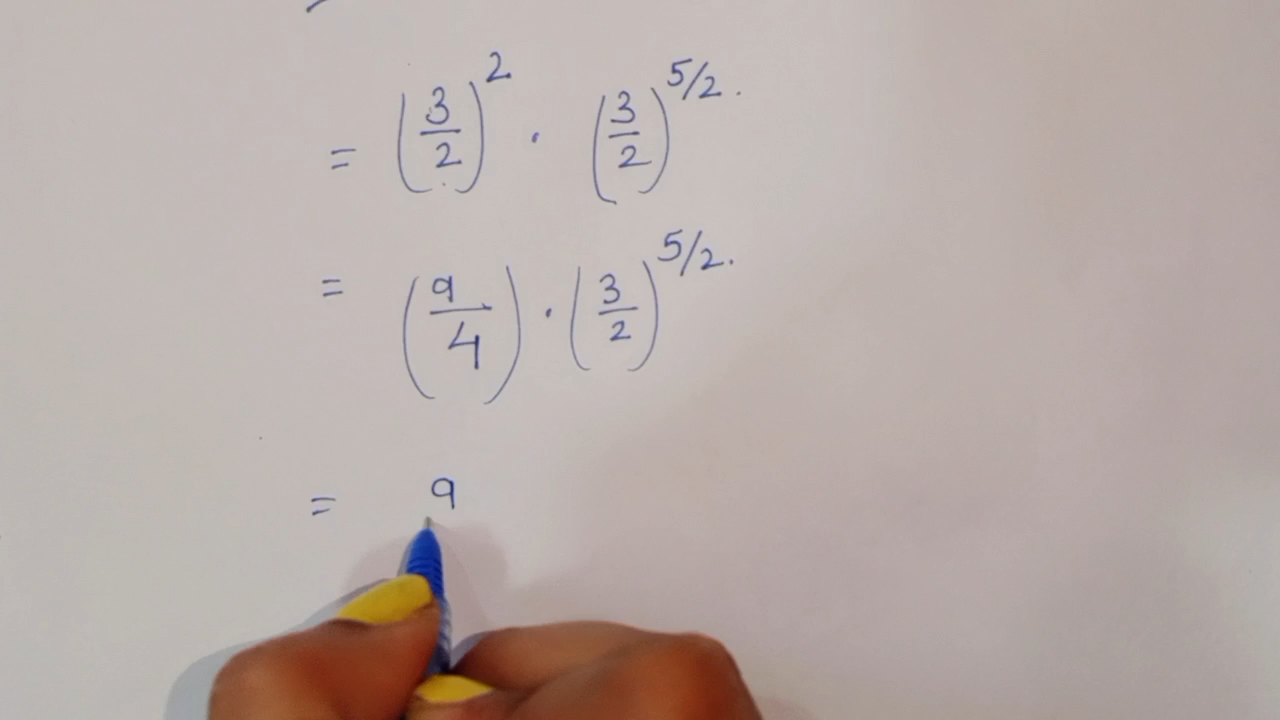 = (3/2)^2 · (3/2)^5/2.
= (9/4) · (3/2)^5/2.
= 9